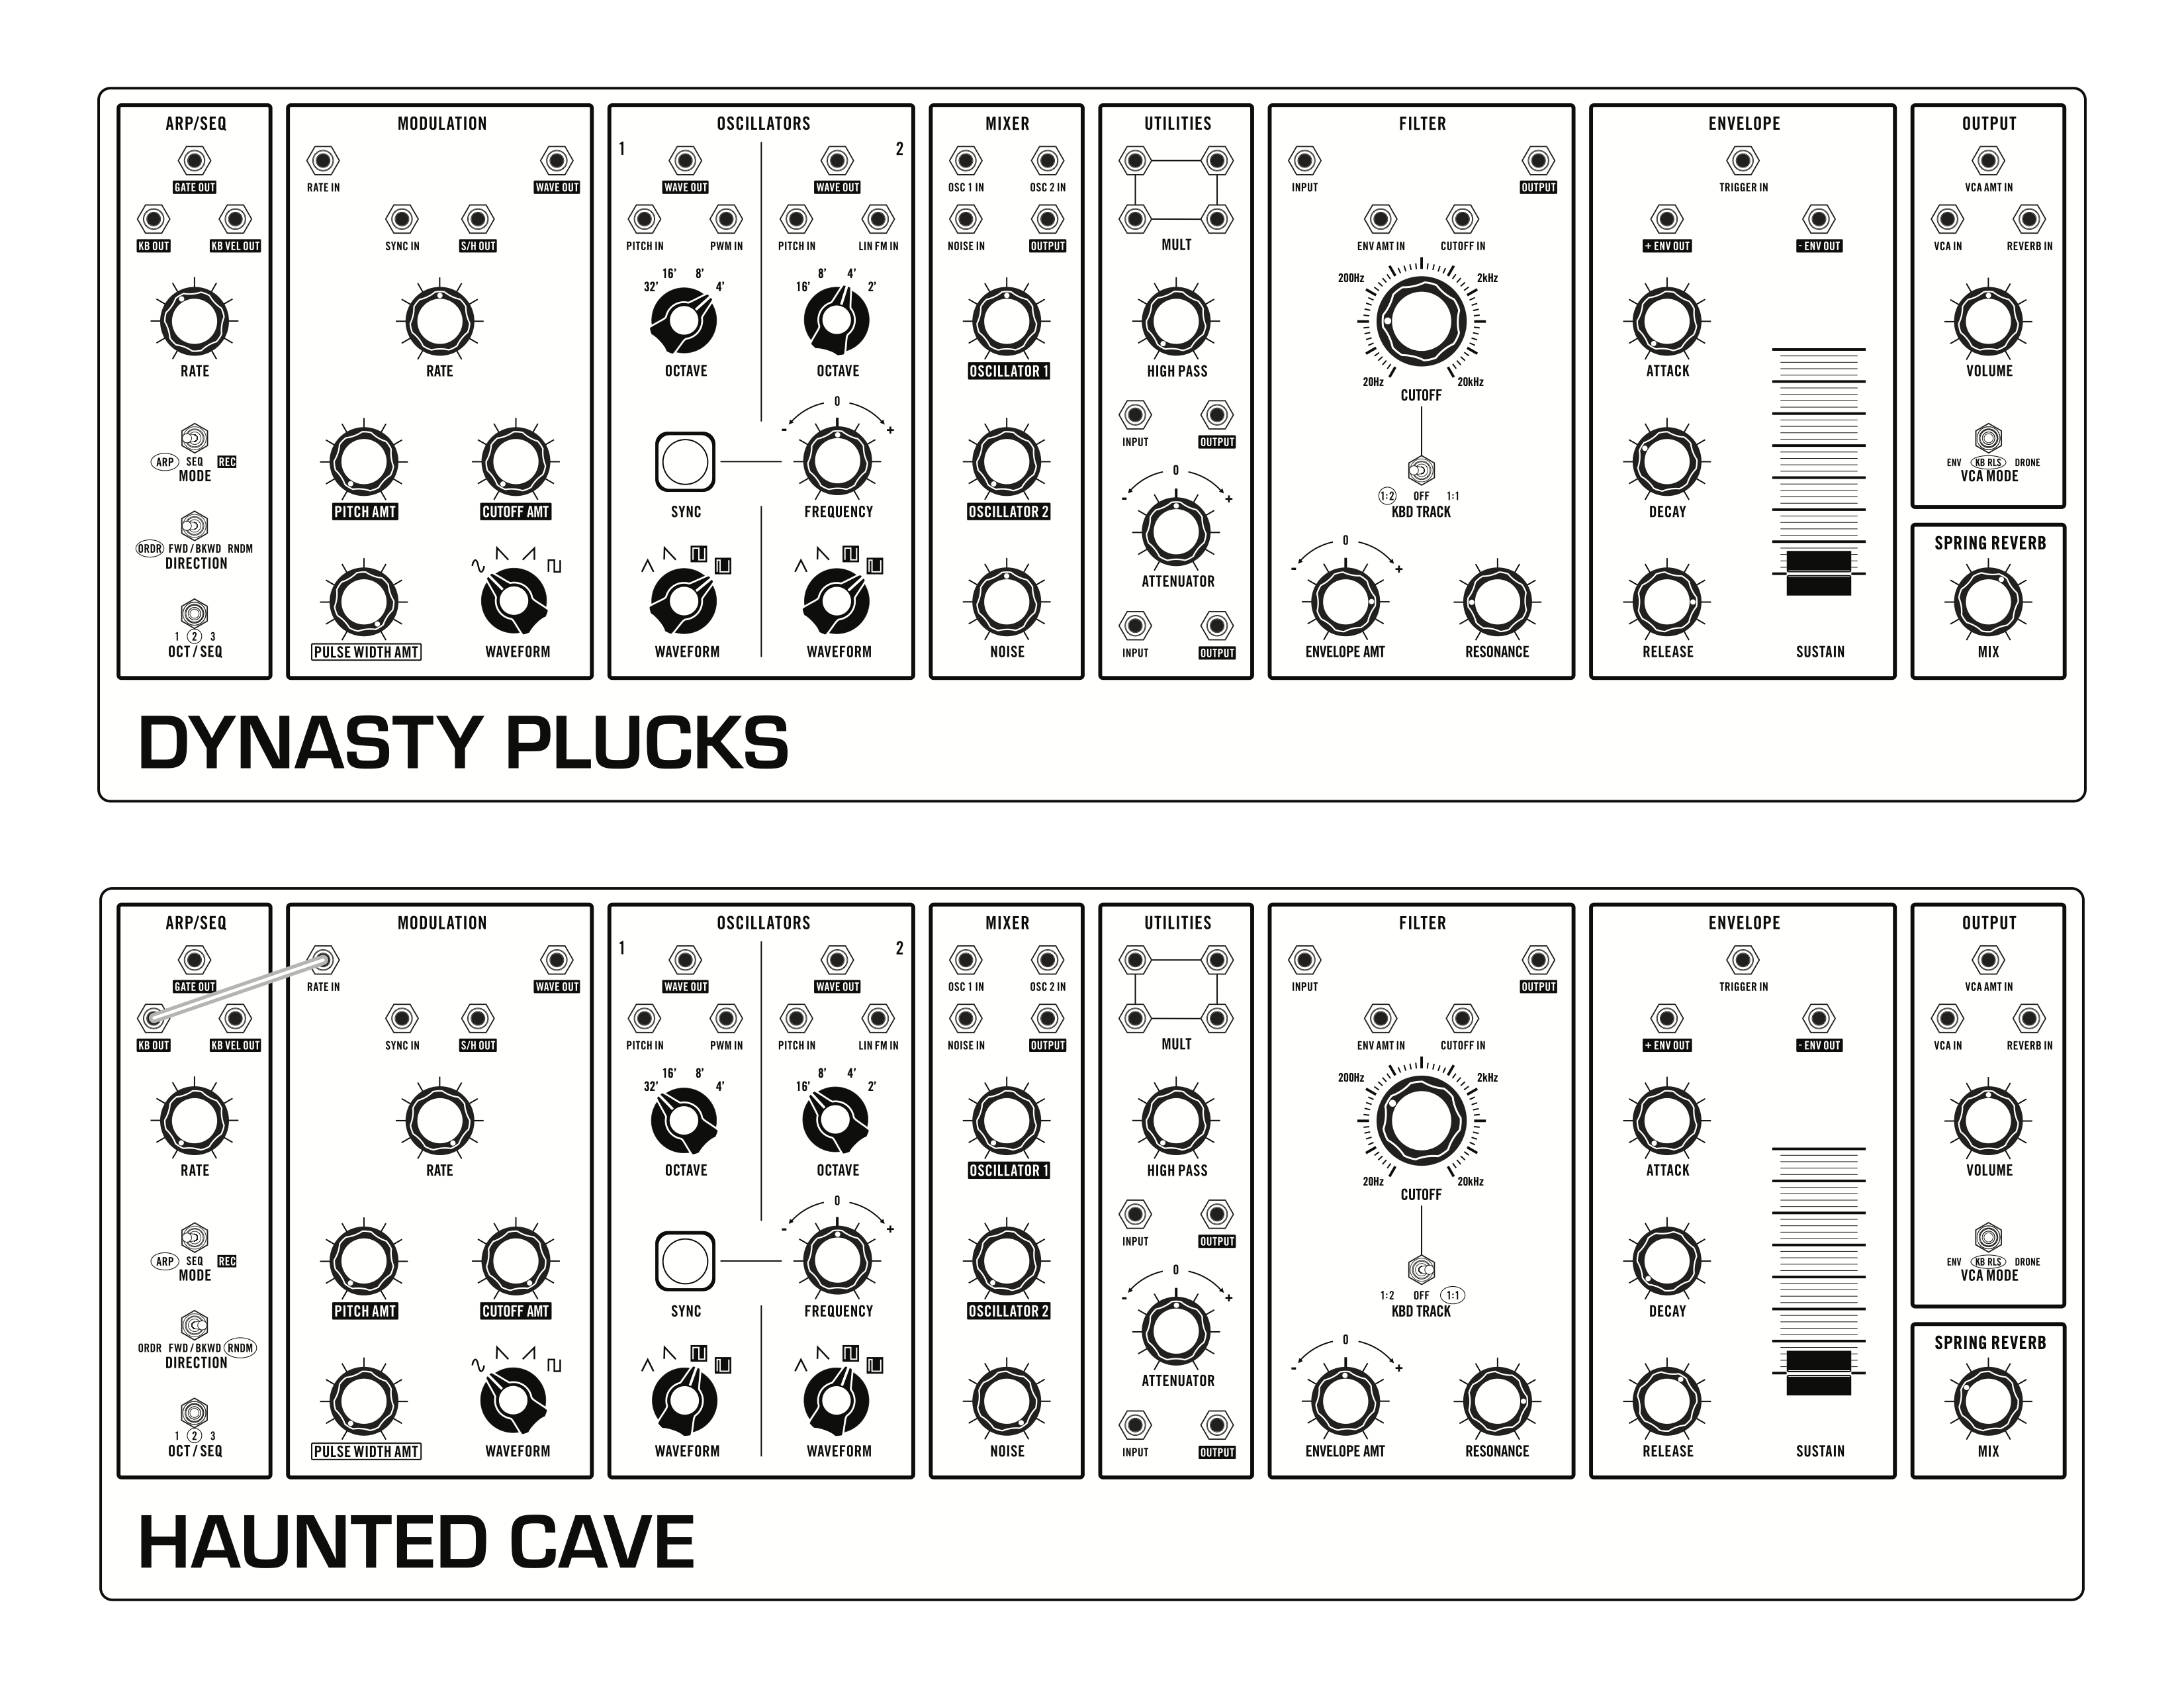 ARP/SEQ MODULATION OSCILLATORS MIXER UTILITIES FILTER ENVELOPE OUTPUT
1 2
GATE OUT RATE IN WAVE OUT WAVE OUT WAVE OUT OSC 1 IN OSC 2 IN INPUT OUTPUT TRIGGER IN VCA AMT IN
KB OUT KB VEL OUT SYNC IN S/H OUT PITCH IN PWM IN PITCH IN LIN FM IN NOISE IN OUTPUT MULT ENV AMT IN CUTOFF IN + ENV OUT - ENV OUT VCA IN REVERB IN
16' 8' 8' 4' 200Hz 2kHz
32' 4' 16' 2'
RATE RATE OCTAVE OCTAVE OSCILLATOR 1 HIGH PASS 20Hz 20kHz ATTACK VOLUME
CUTOFF
0
- +
INPUT OUTPUT
ARP SEQ REC ENV KB RLS DRONE
MODE VCA MODE
0
- +
1:2 OFF 1:1
PITCH AMT CUTOFF AMT SYNC FREQUENCY OSCILLATOR 2 KBD TRACK DECAY
ORDR FWD/BKWD RNDM 0 SPRING REVERB
DIRECTION - +
ATTENUATOR
1 2 3
OCT/SEQ PULSE WIDTH AMT WAVEFORM WAVEFORM WAVEFORM NOISE INPUT OUTPUT ENVELOPE AMT RESONANCE RELEASE SUSTAIN MIX
DYNASTY PLUCKS
ARP/SEQ MODULATION OSCILLATORS MIXER UTILITIES FILTER ENVELOPE OUTPUT
1 2
GATE OUT RATE IN WAVE OUT WAVE OUT WAVE OUT OSC 1 IN OSC 2 IN INPUT OUTPUT TRIGGER IN VCA AMT IN
KB OUT KB VEL OUT SYNC IN S/H OUT PITCH IN PWM IN PITCH IN LIN FM IN NOISE IN OUTPUT MULT ENV AMT IN CUTOFF IN + ENV OUT - ENV OUT VCA IN REVERB IN
16' 8' 8' 4' 200Hz 2kHz
32' 4' 16' 2'
RATE RATE OCTAVE OCTAVE OSCILLATOR 1 HIGH PASS 20Hz 20kHz ATTACK VOLUME
CUTOFF
0
- +
INPUT OUTPUT
ARP SEQ REC ENV KB RLS DRONE
MODE VCA MODE
0
- +
1:2 OFF 1:1
PITCH AMT CUTOFF AMT SYNC FREQUENCY OSCILLATOR 2 KBD TRACK DECAY
ORDR FWD/BKWD RNDM 0 SPRING REVERB
DIRECTION - +
ATTENUATOR
1 2 3
OCT/SEQ PULSE WIDTH AMT WAVEFORM WAVEFORM WAVEFORM NOISE INPUT OUTPUT ENVELOPE AMT RESONANCE RELEASE SUSTAIN MIX
HAUNTED CAVE